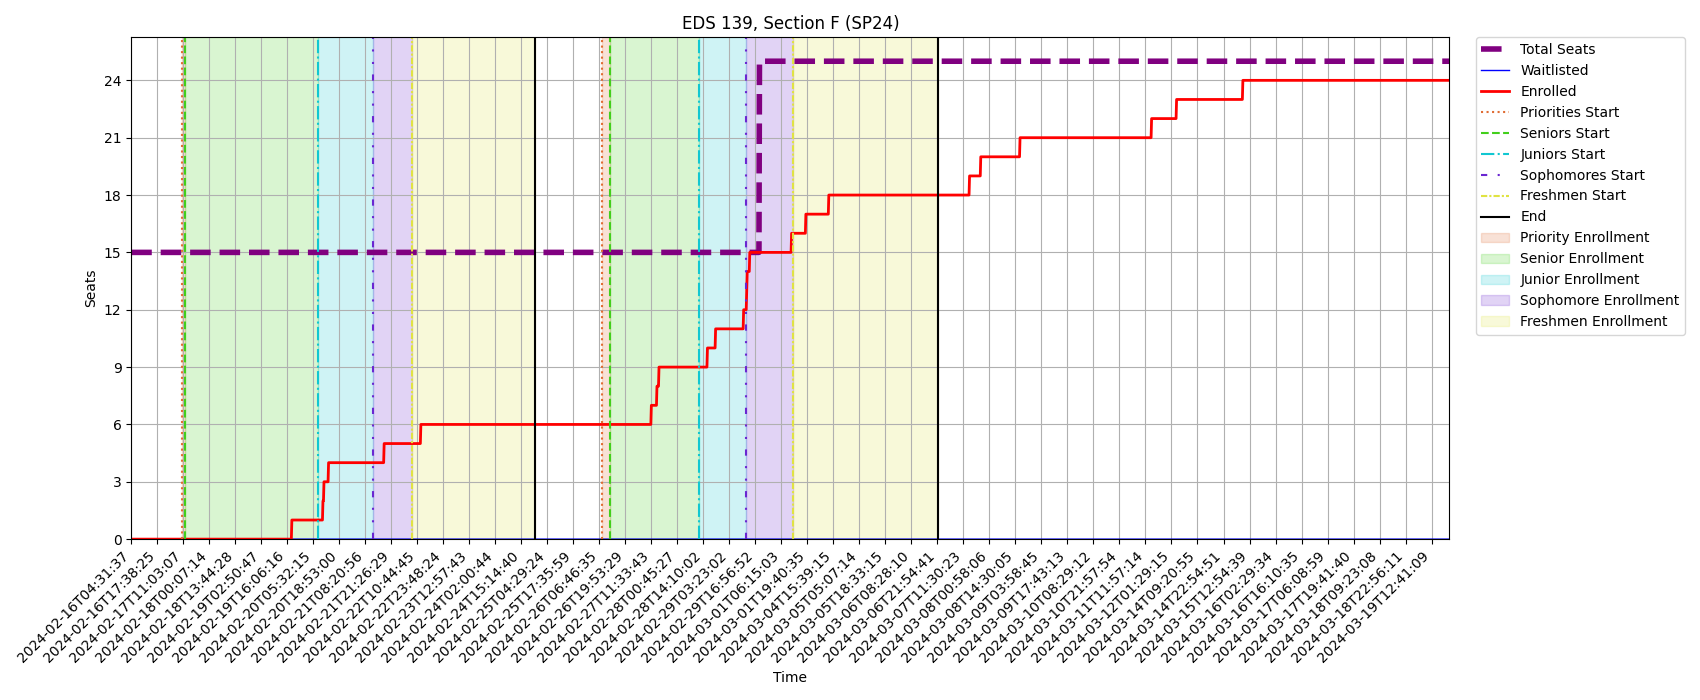 EDS 139, Section F (SP24)
Seats
24
21
18
15
12
9
6
3
0
2024-02-16T04:31:37
2024-02-16T17:38:25
2024-02-17T11:03:07
2024-02-18T00:07:14
2024-02-18T13:44:28
2024-02-19T02:50:47
2024-02-19T16:06:16
2024-02-20T05:32:15
2024-02-20T18:53:00
2024-02-21T08:20:56
2024-02-21T21:26:29
2024-02-22T10:44:45
2024-02-22T23:48:24
2024-02-23T12:57:43
2024-02-24T02:00:44
2024-02-24T15:14:40
2024-02-25T04:29:24
2024-02-25T17:35:59
2024-02-26T06:46:35
2024-02-26T19:53:29
2024-02-27T11:33:43
2024-02-28T00:45:27
2024-02-28T14:10:02
2024-02-29T03:23:02
2024-02-29T16:56:52
2024-03-01T06:15:03
2024-03-01T19:40:35
2024-03-04T15:39:15
2024-03-05T05:07:14
2024-03-05T18:33:15
2024-03-06T08:28:10
2024-03-06T21:54:41
2024-03-07T11:30:23
2024-03-08T00:58:06
2024-03-08T14:30:05
2024-03-09T03:58:45
2024-03-09T17:43:13
2024-03-10T08:29:12
2024-03-10T21:57:54
2024-03-11T11:57:14
2024-03-12T01:29:15
2024-03-14T09:20:55
2024-03-14T22:54:51
2024-03-15T12:54:39
2024-03-16T02:29:34
2024-03-16T16:10:35
2024-03-17T06:08:59
2024-03-17T19:41:40
2024-03-18T09:23:08
2024-03-18T22:56:11
2024-03-19T12:41:09
Time
Total Seats
Waitlisted
Enrolled
Priorities Start
Seniors Start
Juniors Start
Sophomores Start
Freshmen Start
End
Priority Enrollment
Senior Enrollment
Junior Enrollment
Sophomore Enrollment
Freshmen Enrollment